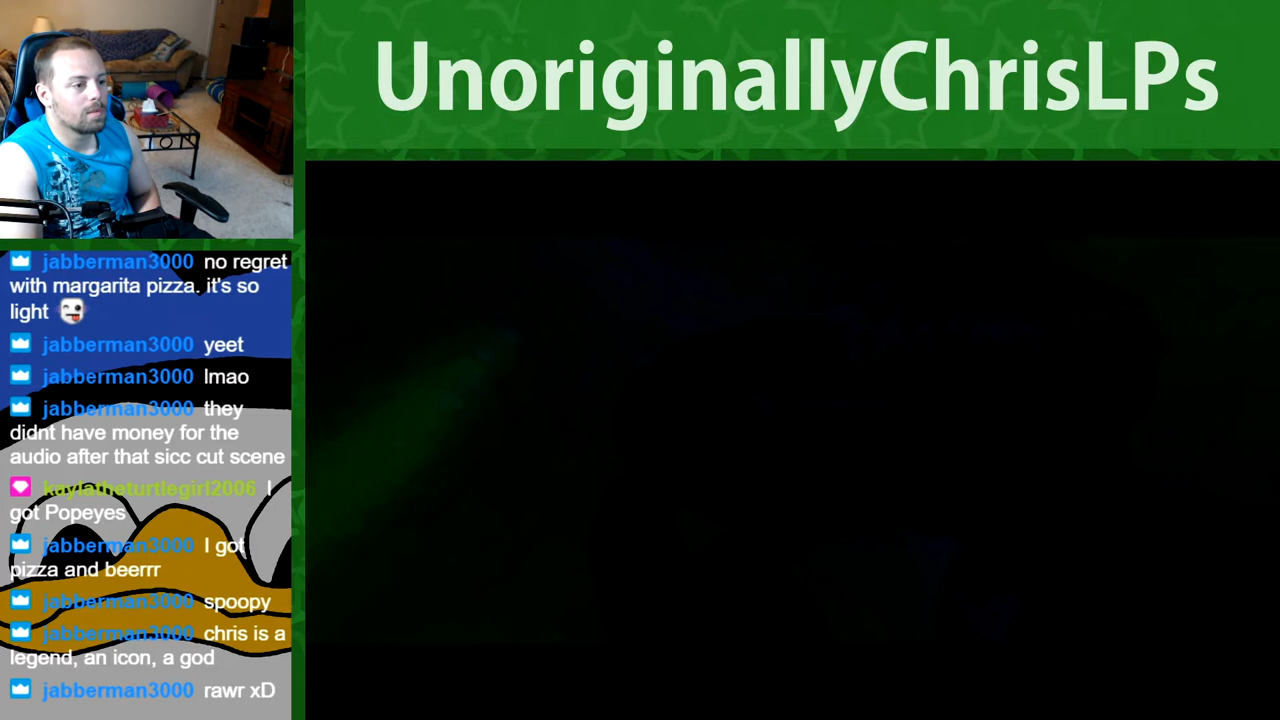 UnoriginallyChrisLPs
jabberman3000 no regret
with margarita pizza. it's so
light
jabberman3000 yeet
jabberman3000 lmao
jabberman3000 they
didnt have money for the
audio after that sicc cut scene
kaylatheturtlegirl2006 I
got Popeyes
jabberman3000 I got
pizza and beerrr
jabberman3000 spoopy
jabberman3000 chris is a
legend, an icon, a god
jabberman3000 rawr xD